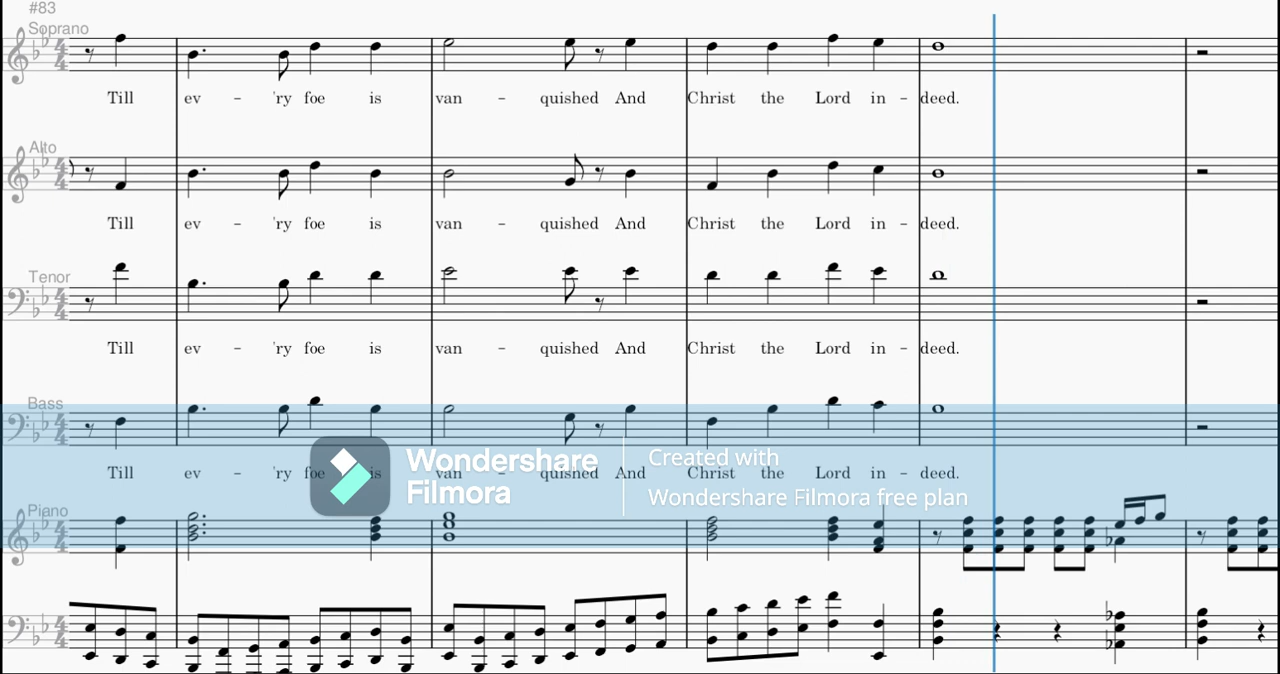 #83
Soprano
Till ev - 'ry foe is van - quished And Christ the Lord in - deed.
Alto
Till ev - 'ry foe is van - quished And Christ the Lord in - deed.
Tenor
Till ev - 'ry foe is van - quished And Christ the Lord in - deed.
Bass
Till ev - 'ry foe is van - quished And Christ the Lord in - deed.
Wondershare
Filmora
Created with
Wondershare Filmora free plan
Piano